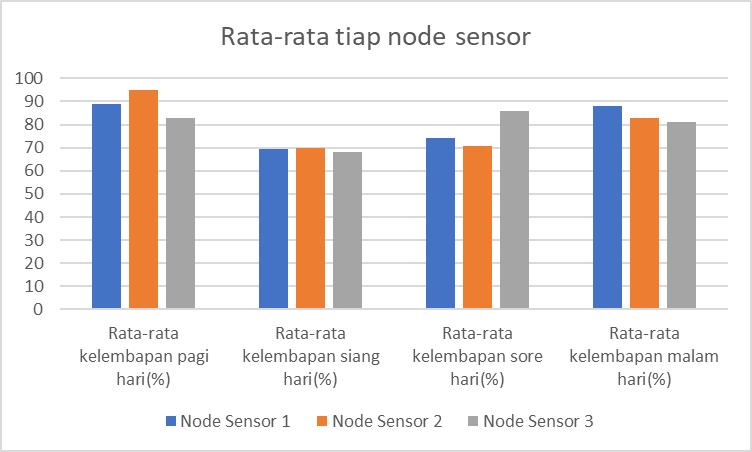 Rata-rata tiap node sensor
100
90
80
70
60
50
40
30
20
10
0
Rata-rata
kelembapan pagi
hari(%)
Rata-rata
kelembapan siang
hari(%)
Rata-rata
kelembapan sore
hari(%)
Rata-rata
kelembapan malam
hari(%)
Node Sensor 1
Node Sensor 2
Node Sensor 3